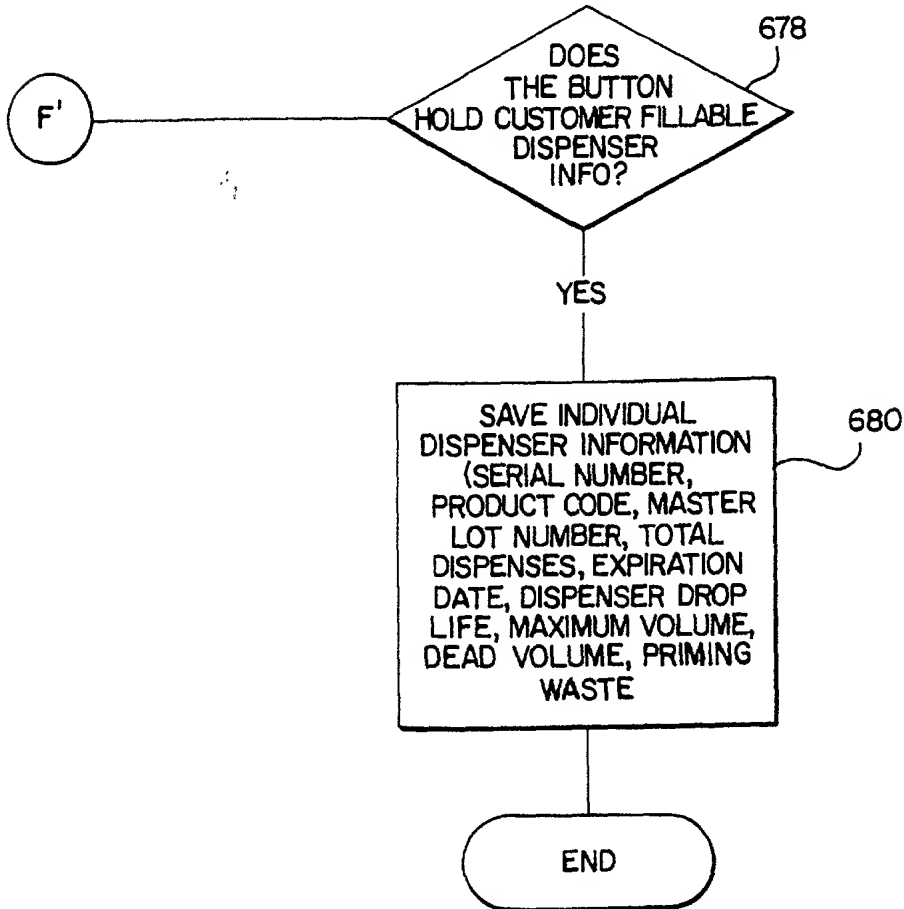 678
DOES
THE BUTTON
HOLD CUSTOMER FILLABLE
DISPENSER
INFO?
F'
YES
680
SAVE INDIVIDUAL
DISPENSER INFORMATION
(SERIAL NUMBER,
PRODUCT CODE, MASTER
LOT NUMBER, TOTAL
DISPENSES, EXPIRATION
DATE, DISPENSER DROP
LIFE, MAXIMUM VOLUME,
DEAD VOLUME, PRIMING
WASTE
END